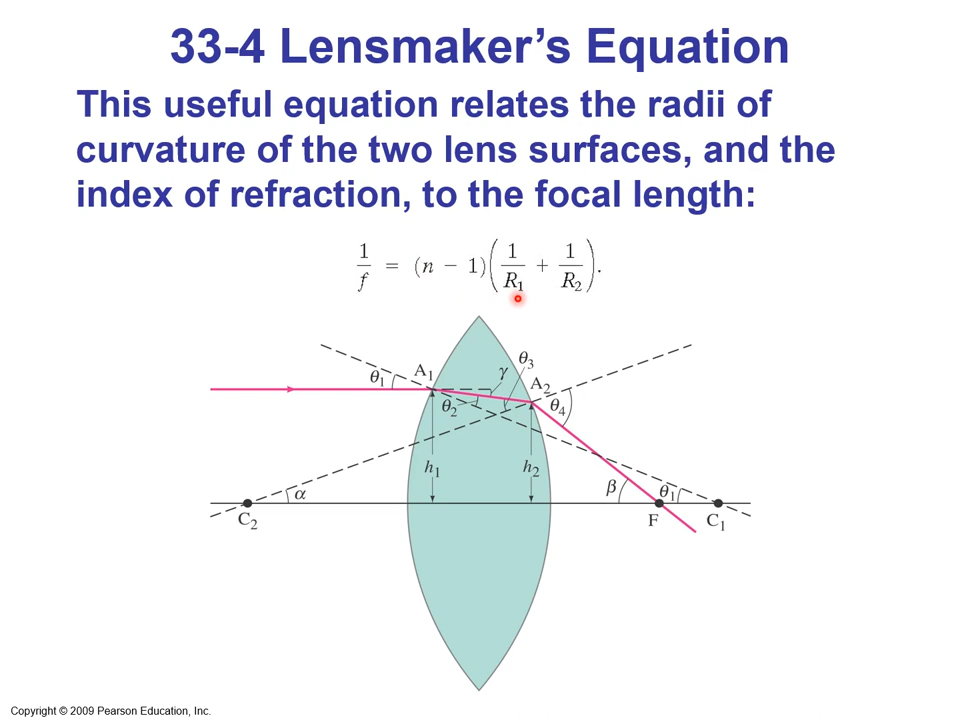 33-4 Lensmaker's Equation
This useful equation relates the radii of
curvature of the two lens surfaces, and the
index of refraction, to the focal length:
1/f = (n − 1)(1/R₁ + 1/R₂).
θ₃
A₁
γ
θ₁
A₂
θ₂
θ₄
h₁
h₂
α
β
θ₁
C₂
F
C₁
Copyright © 2009 Pearson Education, Inc.